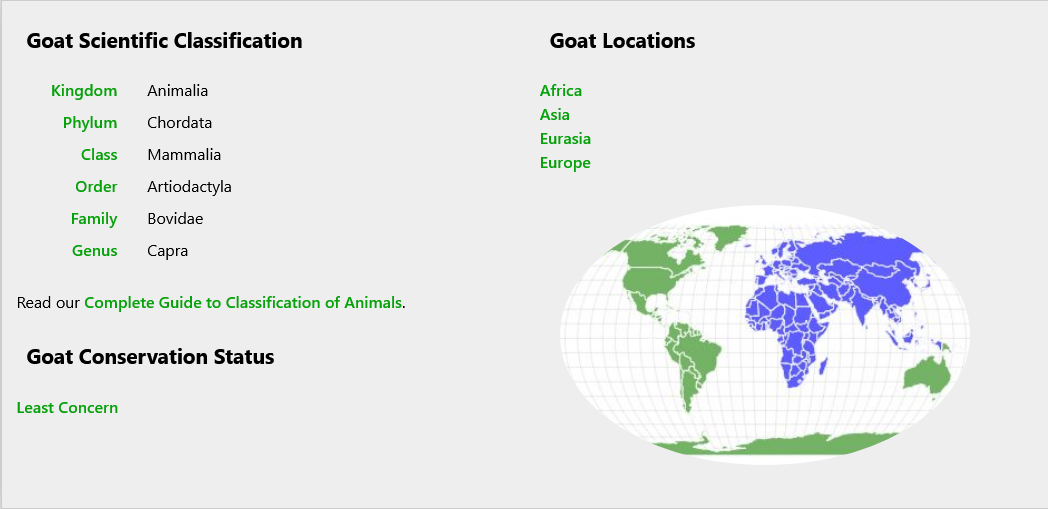 Goat Scientific Classification
Kingdom Animalia
Phylum Chordata
Class Mammalia
Order Artiodactyla
Family Bovidae
Genus Capra
Read our Complete Guide to Classification of Animals.
Goat Conservation Status
Least Concern
Goat Locations
Africa
Asia
Eurasia
Europe